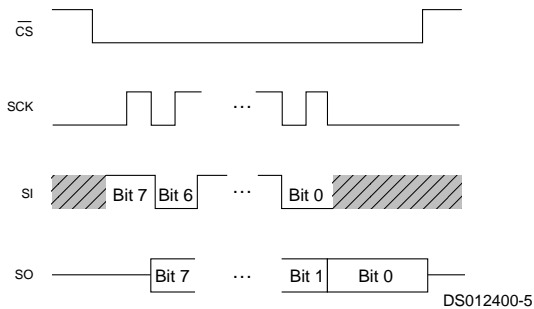 CS
SCK ... ...
SI Bit 7 Bit 6 ... Bit 0
SO Bit 7 ... Bit 1 Bit 0
DS012400-5